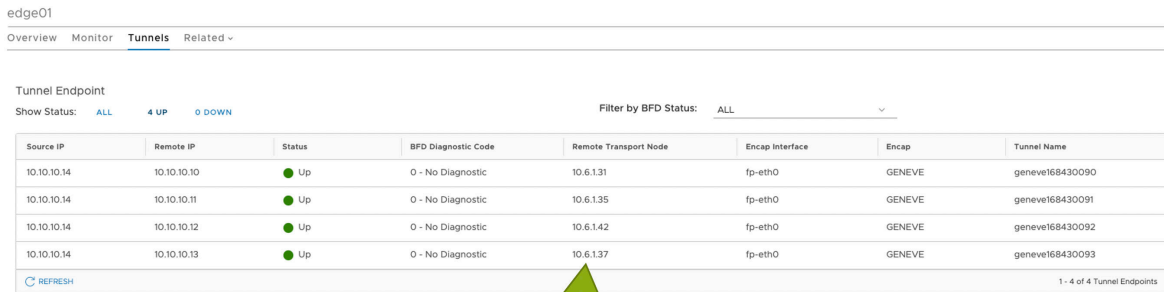 edge01
Overview Monitor Tunnels Related
Tunnel Endpoint
Show Status: ALL 4 UP 0 DOWN Filter by BFD Status: ALL
Source IP Remote IP Status BFD Diagnostic Code Remote Transport Node Encap Interface Encap Tunnel Name
10.10.10.14 10.10.10.10 Up 0 - No Diagnostic 10.6.1.31 fp-eth0 GENEVE geneve168430090
10.10.10.14 10.10.10.11 Up 0 - No Diagnostic 10.6.1.35 fp-eth0 GENEVE geneve168430091
10.10.10.14 10.10.10.12 Up 0 - No Diagnostic 10.6.1.42 fp-eth0 GENEVE geneve168430092
10.10.10.14 10.10.10.13 Up 0 - No Diagnostic 10.6.1.37 fp-eth0 GENEVE geneve168430093
REFRESH 1 - 4 of 4 Tunnel Endpoints